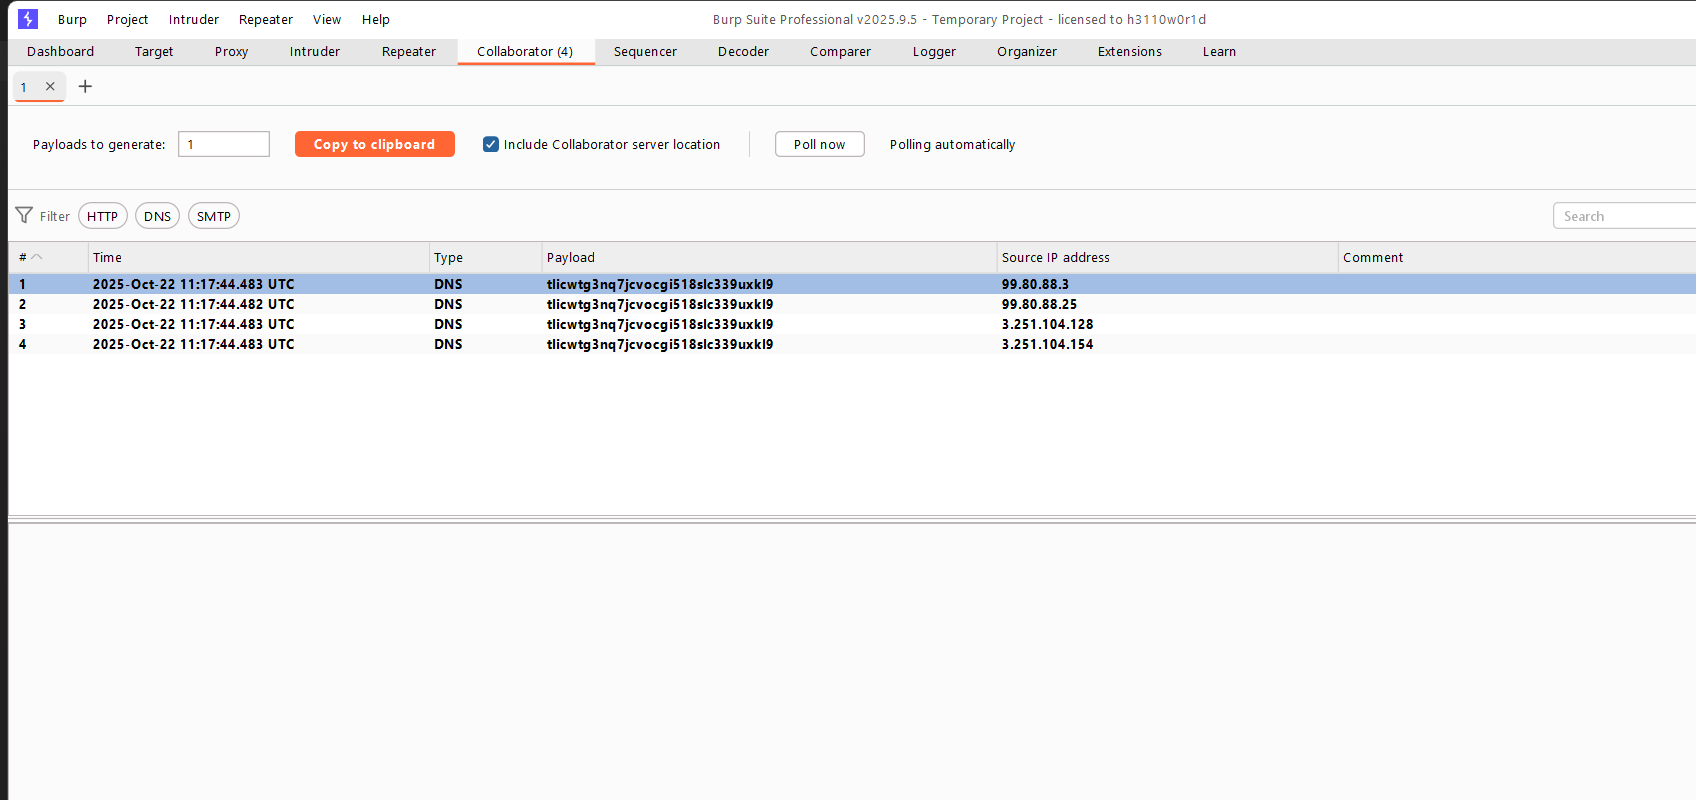 Burp Project Intruder Repeater View Help Burp Suite Professional v2025.9.5 - Temporary Project - licensed to h3110w0r1d
Dashboard Target Proxy Intruder Repeater Collaborator (4) Sequencer Decoder Comparer Logger Organizer Extensions Learn
1 × +
Payloads to generate: 1 Copy to clipboard Include Collaborator server location Poll now Polling automatically
Filter HTTP DNS SMTP Search
# Time Type Payload Source IP address Comment
1 2025-Oct-22 11:17:44.483 UTC DNS tlicwtg3nq7jcvocgi518slc339uxkl9 99.80.88.3
2 2025-Oct-22 11:17:44.482 UTC DNS tlicwtg3nq7jcvocgi518slc339uxkl9 99.80.88.25
3 2025-Oct-22 11:17:44.483 UTC DNS tlicwtg3nq7jcvocgi518slc339uxkl9 3.251.104.128
4 2025-Oct-22 11:17:44.483 UTC DNS tlicwtg3nq7jcvocgi518slc339uxkl9 3.251.104.154